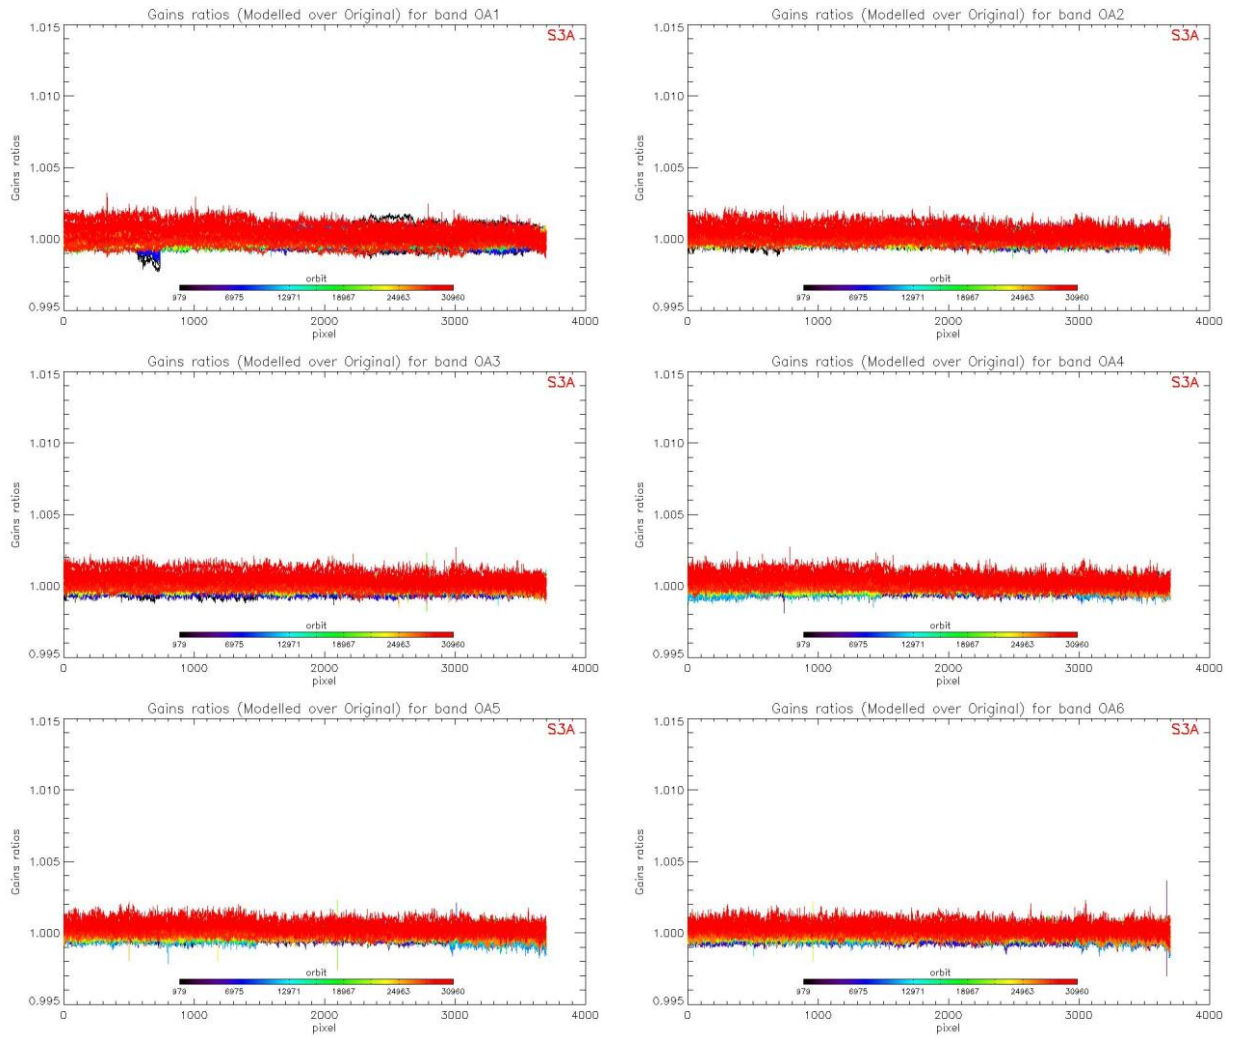 Gains ratios (Modelled over Original) for band OA1
S3A
1.015
1.010
1.005
1.000
0.995
Gains ratios
orbit
979 6975 12971 18967 24963 30960
0 1000 2000 3000 4000
pixel
Gains ratios (Modelled over Original) for band OA2
S3A
1.015
1.010
1.005
1.000
0.995
Gains ratios
orbit
979 6975 12971 18967 24963 30960
0 1000 2000 3000 4000
pixel
Gains ratios (Modelled over Original) for band OA3
S3A
1.015
1.010
1.005
1.000
0.995
Gains ratios
orbit
979 6975 12971 18967 24963 30960
0 1000 2000 3000 4000
pixel
Gains ratios (Modelled over Original) for band OA4
S3A
1.015
1.010
1.005
1.000
0.995
Gains ratios
orbit
979 6975 12971 18967 24963 30960
0 1000 2000 3000 4000
pixel
Gains ratios (Modelled over Original) for band OA5
S3A
1.015
1.010
1.005
1.000
0.995
Gains ratios
orbit
979 6975 12971 18967 24963 30960
0 1000 2000 3000 4000
pixel
Gains ratios (Modelled over Original) for band OA6
S3A
1.015
1.010
1.005
1.000
0.995
Gains ratios
orbit
979 6975 12971 18967 24963 30960
0 1000 2000 3000 4000
pixel